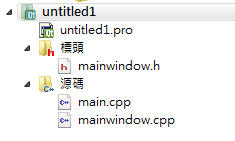 untitled1
untitled1.pro
標頭
mainwindow.h
源碼
main.cpp
mainwindow.cpp